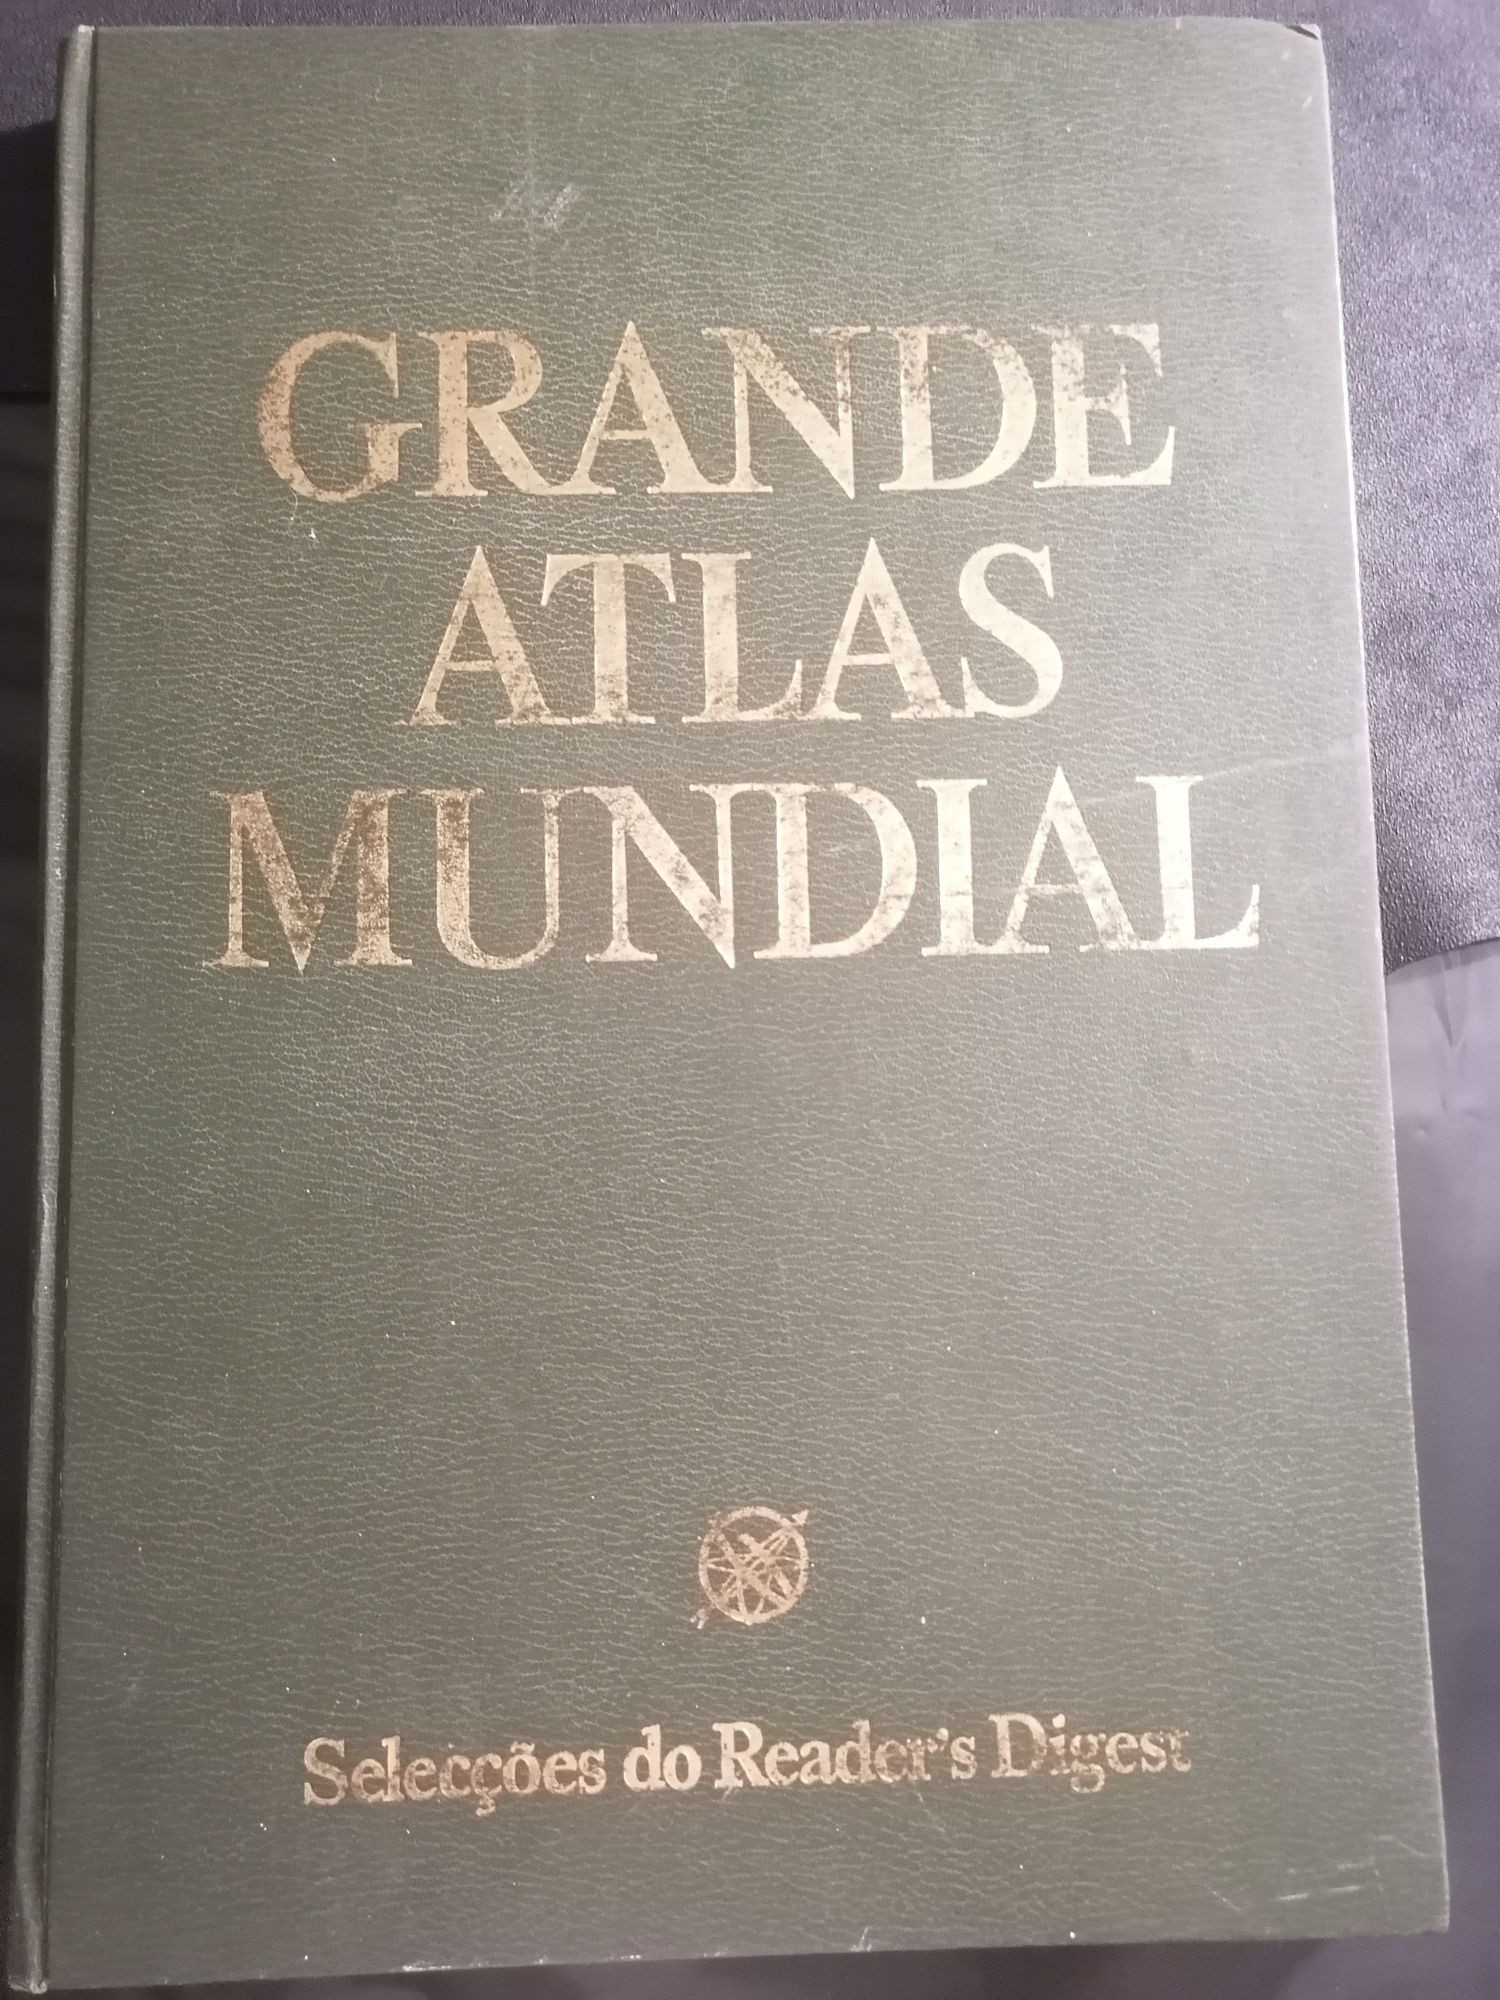 GRANDE
ATLAS
MUNDIAL
Selecções do Reader's Digest